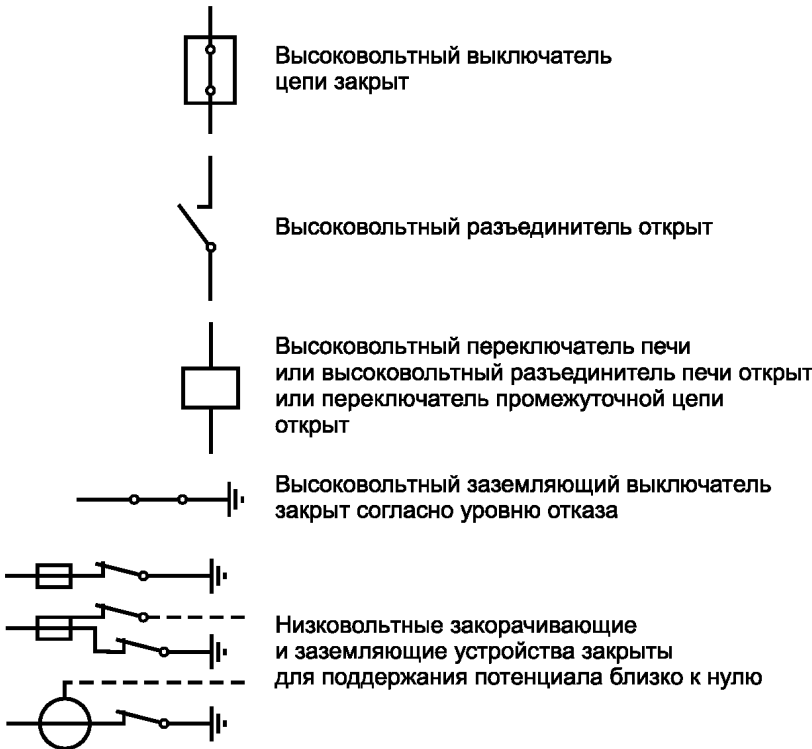 Высоковольтный выключатель
цепи закрыт
Высоковольтный разъединитель открыт
Высоковольтный переключатель печи
или высоковольтный разъединитель печи открыт
или переключатель промежуточной цепи
открыт
Высоковольтный заземляющий выключатель
закрыт согласно уровню отказа
Низковольтные закорачивающие
и заземляющие устройства закрыты
для поддержания потенциала близко к нулю